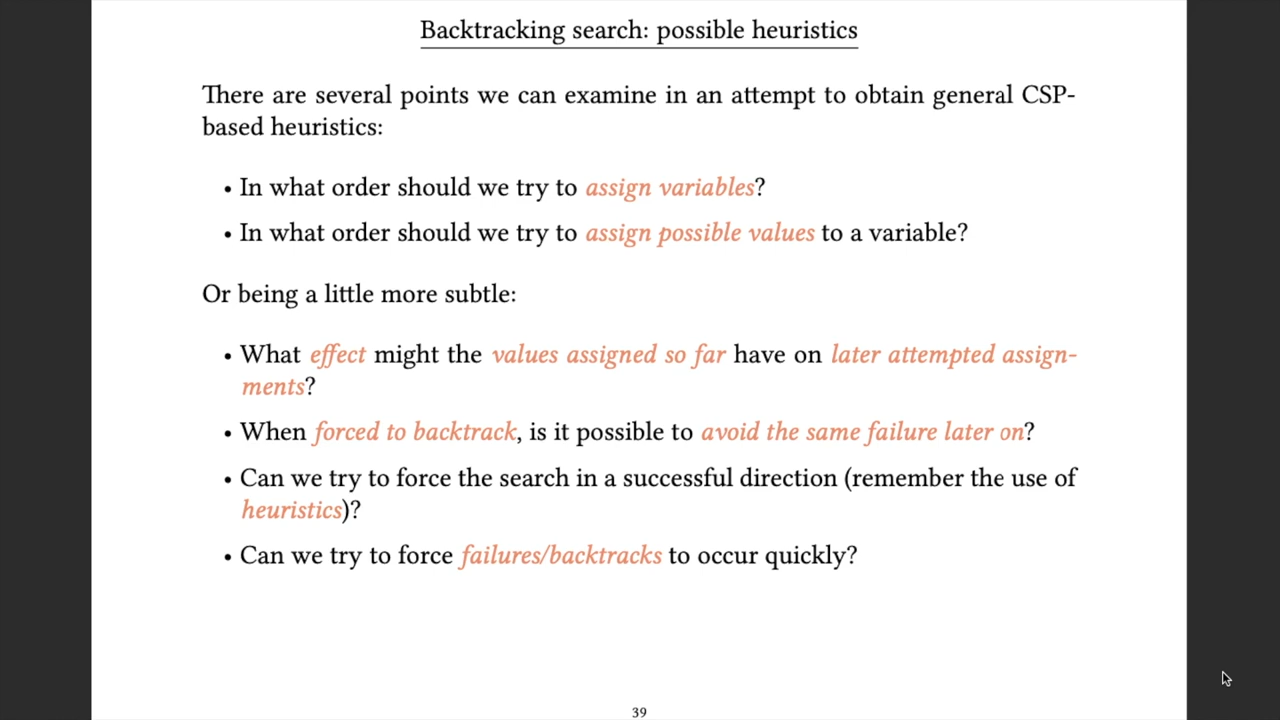 Backtracking search: possible heuristics
There are several points we can examine in an attempt to obtain general CSP-
based heuristics:
• In what order should we try to assign variables?
• In what order should we try to assign possible values to a variable?
Or being a little more subtle:
• What effect might the values assigned so far have on later attempted assign-
ments?
• When forced to backtrack, is it possible to avoid the same failure later on?
• Can we try to force the search in a successful direction (remember the use of
heuristics)?
• Can we try to force failures/backtracks to occur quickly?
39